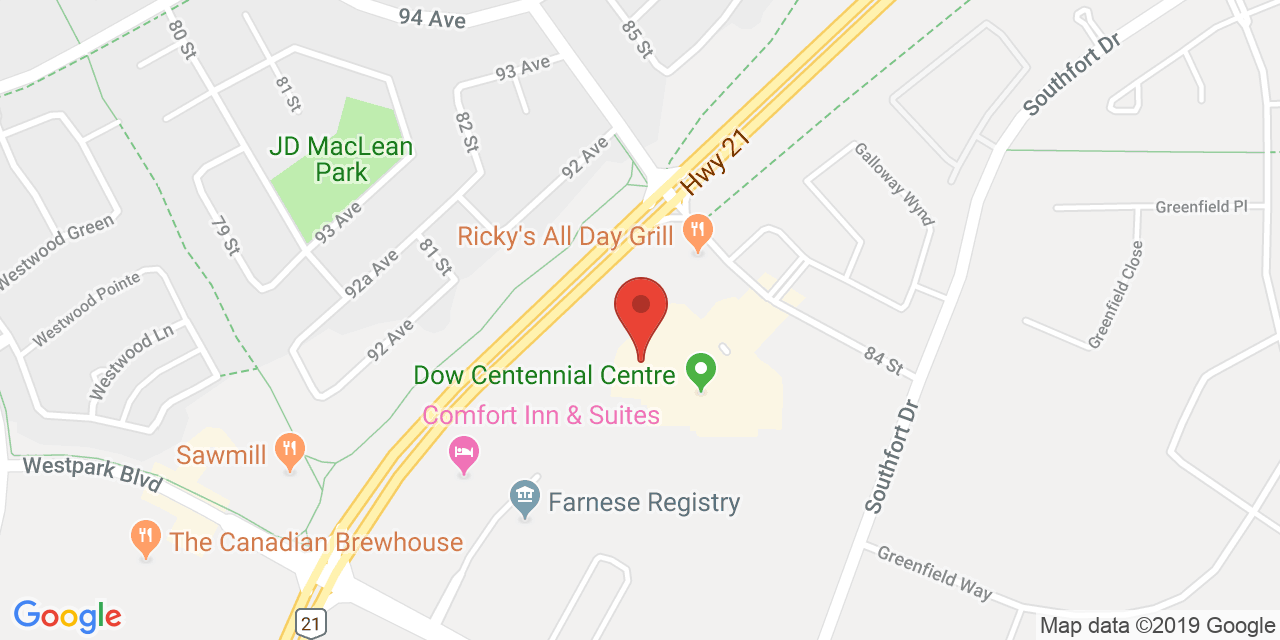 94 Ave
85 St
80 St
93 Ave
81 St
Southfort Dr
82 St
JD MacLean
Park
92 Ave
Hwy 21
Galloway Wynd
Greenfield Pl
79 St
93 Ave
Westwood Green
Ricky's All Day Grill
81 St
92a Ave
Greenfield Close
Westwood Pointe
Westwood Ln
92 Ave
84 St
Dow Centennial Centre
Comfort Inn & Suites
Sawmill
Westpark Blvd
Southfort Dr
Farnese Registry
The Canadian Brewhouse
Greenfield Way
Google
21
Map data ©2019 Google